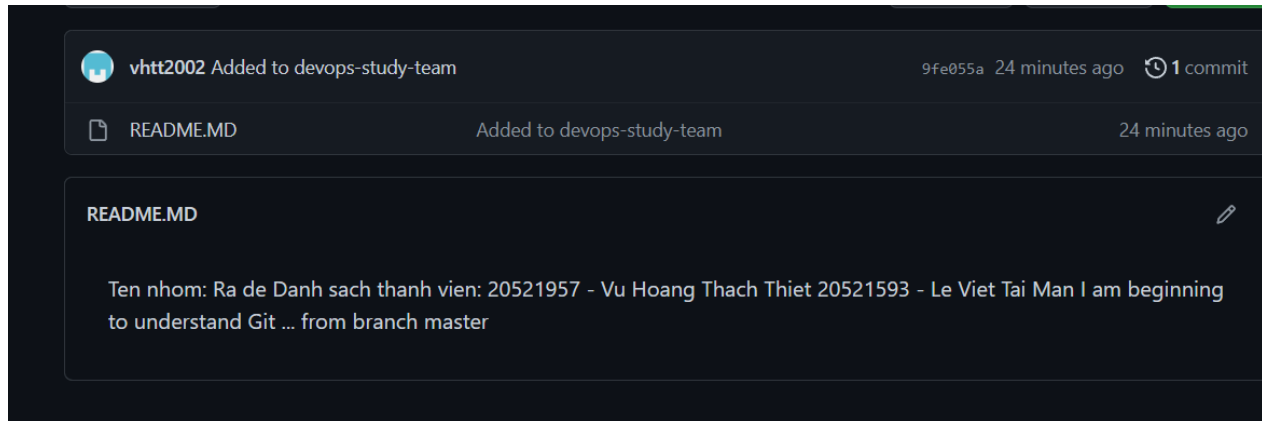 vhtt2002 Added to devops-study-team 9fe055a 24 minutes ago 1 commit
README.MD Added to devops-study-team 24 minutes ago
README.MD
Ten nhom: Ra de Danh sach thanh vien: 20521957 - Vu Hoang Thach Thiet 20521593 - Le Viet Tai Man I am beginning
to understand Git ... from branch master